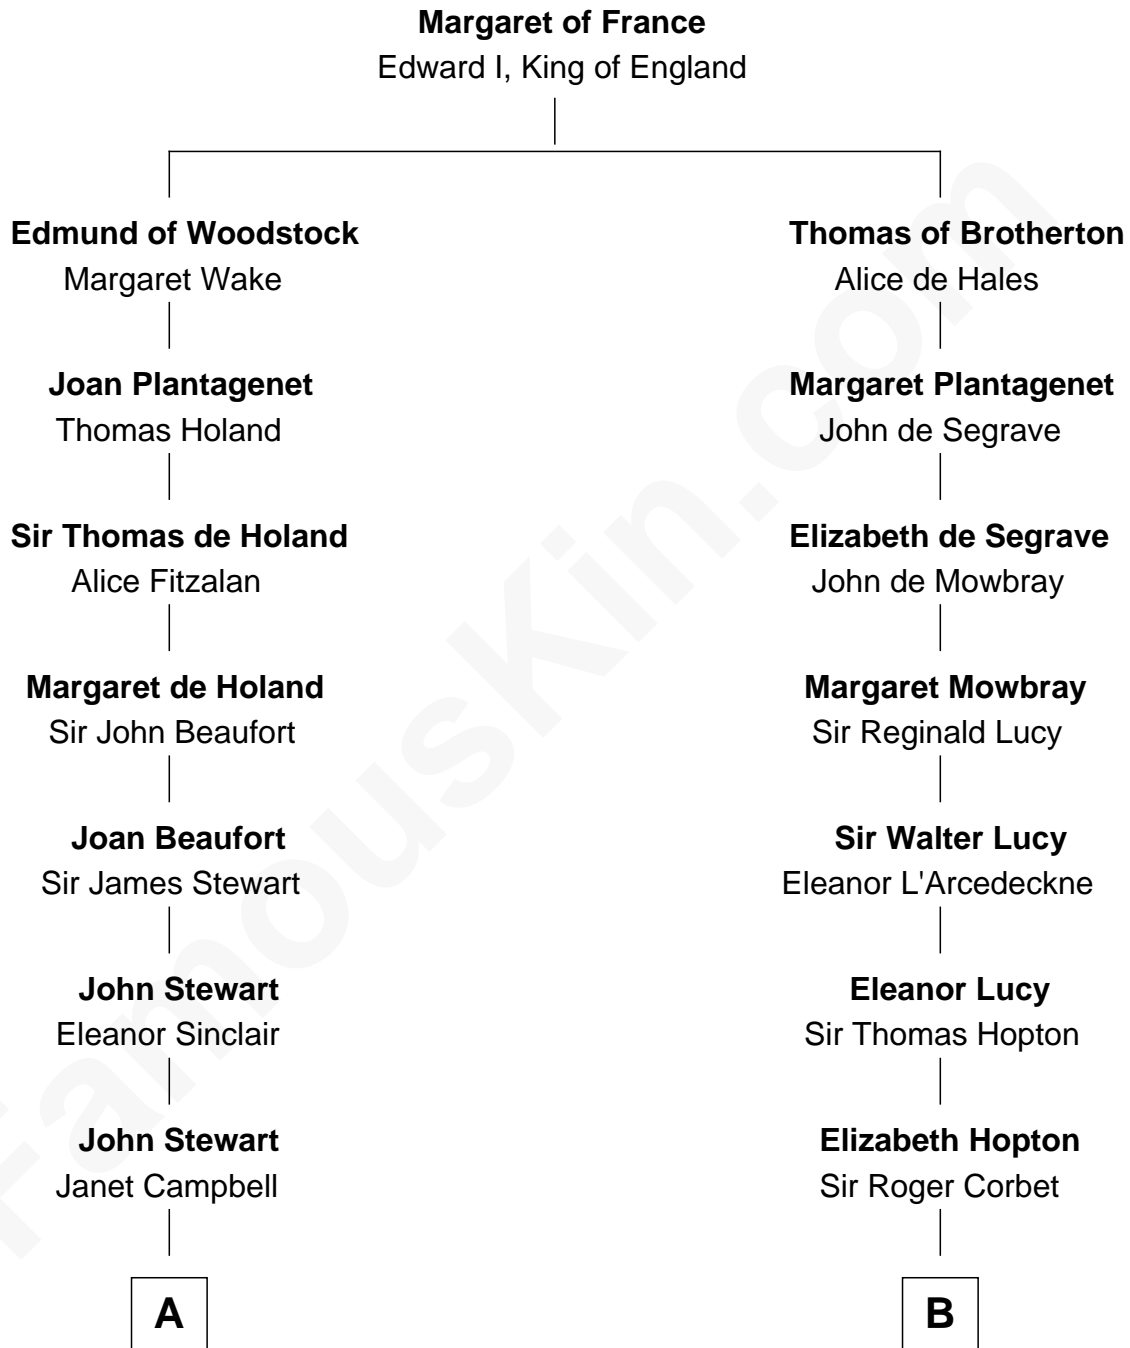 Margaret of France
Edward I, King of England
Edmund of Woodstock
Margaret Wake
Thomas of Brotherton
Alice de Hales
Joan Plantagenet
Thomas Holand
Margaret Plantagenet
John de Segrave
Sir Thomas de Holand
Alice Fitzalan
Elizabeth de Segrave
John de Mowbray
Margaret de Holand
Sir John Beaufort
Margaret Mowbray
Sir Reginald Lucy
Joan Beaufort
Sir James Stewart
Sir Walter Lucy
Eleanor L'Arcedeckne
John Stewart
Eleanor Sinclair
Eleanor Lucy
Sir Thomas Hopton
John Stewart
Janet Campbell
Elizabeth Hopton
Sir Roger Corbet
A
B
FamousKin.com